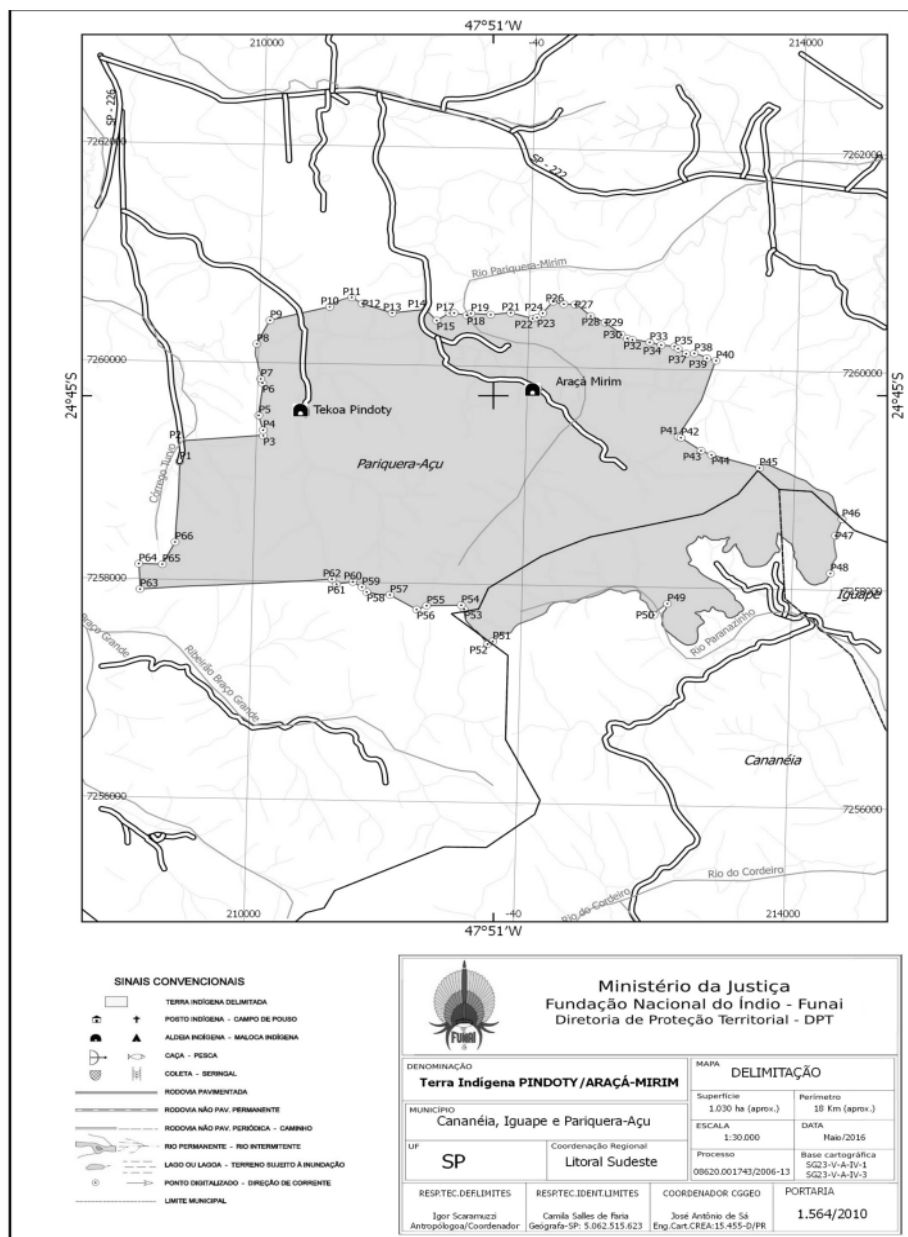 47°51'W
210000
-40
214000
SP - 226
7262000
7262000
SP - 222
Rio Pariquera-Mirim
P11
P10
P12
P9
P13
P14
P17
P19
P21
P24
P26
P27
P15
P18
P22
P23
P28
P29
P8
P30
P32
P33
P34
P35
P37
P38
P39
P40
7260000
7260000
P7
P6
Araçá Mirim
24°45'S
24°45'S
Tekoa Pindoty
P5
P4
P3
P2
P1
P41
P42
P43
P44
P45
Pariquera-Açu
Córrego Turvo
P46
P47
P66
P64
P65
P48
P63
7258000
P62
P60
P59
P61
P58
P57
P55
P56
P54
P53
P49
P50
7258000
Iguape
P51
P52
Rio Paranazinho
Braço Grande
Ribeirão Braço Grande
Cananéia
7256000
7256000
Rio do Cordeiro
Rio do Cordeiro
210000
-40
214000
47°51'W
SINAIS CONVENCIONAIS
TERRA INDÍGENA DELIMITADA
POSTO INDÍGENA - CAMPO DE POUSO
ALDEIA INDÍGENA - MALOCA INDÍGENA
CAÇA - PESCA
COLETA - SERINGAL
RODOVIA PAVIMENTADA
RODOVIA NÃO PAV. PERMANENTE
RODOVIA NÃO PAV. PERIÓDICA - CAMINHO
RIO PERMANENTE - RIO INTERMITENTE
LAGO OU LAGOA - TERRENO SUJEITO À INUNDAÇÃO
PONTO DIGITALIZADO - DIREÇÃO DE CORRENTE
LIMITE MUNICIPAL
FUNAI
Ministério da Justiça
Fundação Nacional do Índio - Funai
Diretoria de Proteção Territorial - DPT
DENOMINAÇÃO
Terra Indígena PINDOTY/ARAÇÁ-MIRIM
MAPA
DELIMITAÇÃO
MUNICÍPIO
Cananéia, Iguape e Pariquera-Açu
Superfície
1.030 ha (aprox.)
Perímetro
18 Km (aprox.)
ESCALA
1:30.000
DATA
Maio/2016
UF
SP
Coordenação Regional
Litoral Sudeste
Processo
08620.001743/2006-13
Base cartográfica
SG23-V-A-IV-1
SG23-V-A-IV-3
RESP.TEC.DEF.LIMITES
Igor Scaramuzzi
Antropólogoa/Coordenador
RESP.TEC.IDENT.LIMITES
Camila Salles de Faria
Geógrafa-SP: 5.062.515.623
COORDENADOR CGGEO
José Antônio de Sá
Eng.Cart.CREA:15.455-D/PR
PORTARIA
1.564/2010